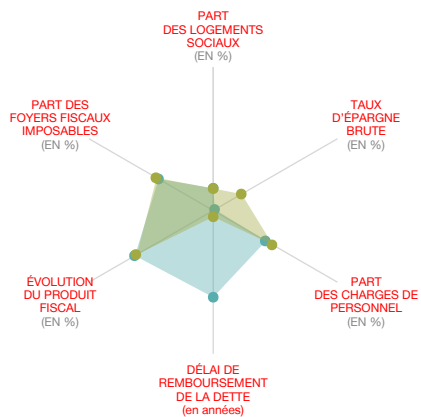 PART
DES LOGEMENTS
SOCIAUX
(EN %)
TAUX
D'ÉPARGNE
BRUTE
(EN %)
PART
DES CHARGES DE
PERSONNEL
(EN %)
DÉLAI DE
REMBOURSEMENT
DE LA DETTE
(en années)
ÉVOLUTION
DU PRODUIT
FISCAL
(EN %)
PART DES
FOYERS FISCAUX
IMPOSABLES
(EN %)